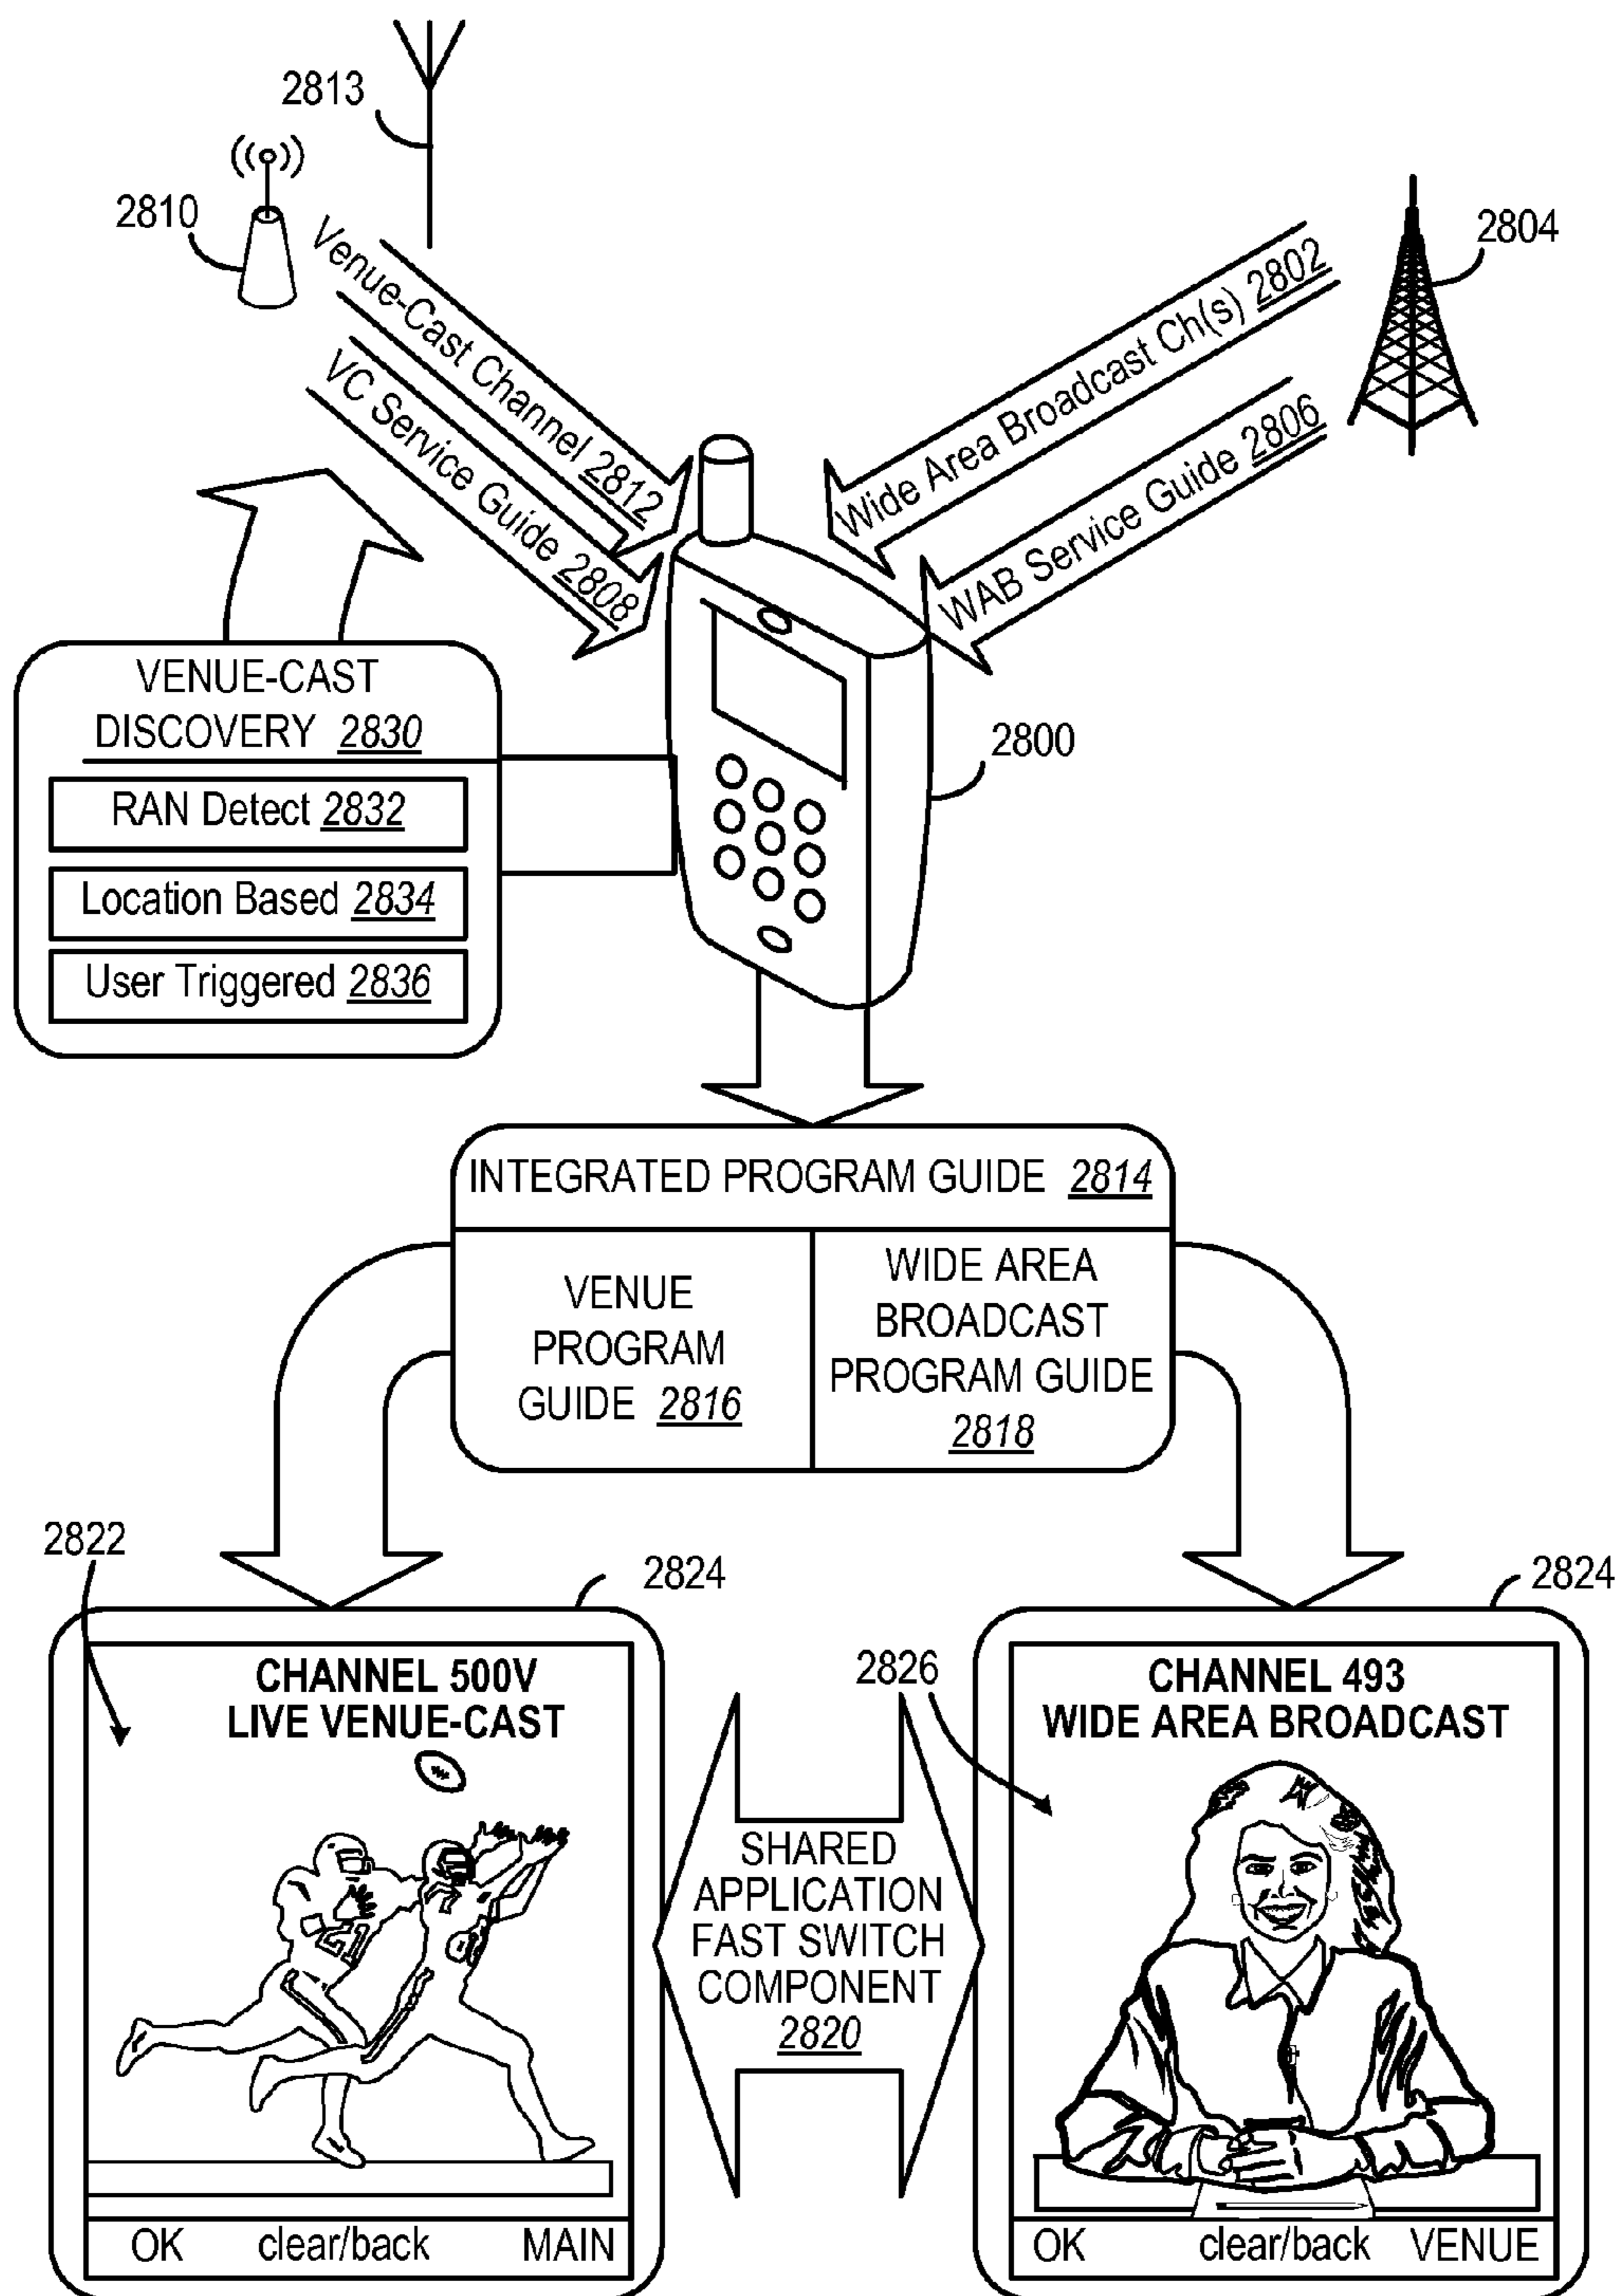 2813
2810
2804
Venue-Cast Channel 2812
VC Service Guide 2808
Wide Area Broadcast Ch(s) 2802
WAB Service Guide 2806
VENUE-CAST
DISCOVERY 2830
RAN Detect 2832
Location Based 2834
User Triggered 2836
2800
INTEGRATED PROGRAM GUIDE 2814
VENUE
PROGRAM
GUIDE 2816
WIDE AREA
BROADCAST
PROGRAM GUIDE
2818
2822
2824
2824
CHANNEL 500V
LIVE VENUE-CAST
21
8
OK clear/back MAIN
SHARED
APPLICATION
FAST SWITCH
COMPONENT
2820
2826
CHANNEL 493
WIDE AREA BROADCAST
OK clear/back VENUE